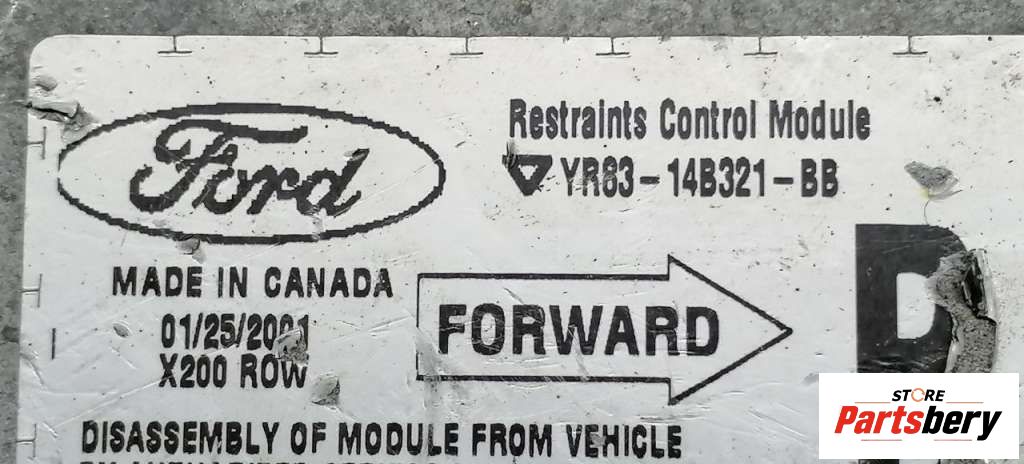 Ford
Restraints Control Module
YR83-14B321-BB
MADE IN CANADA
01/25/2001
X200 ROW
FORWARD
DISASSEMBLY OF MODULE FROM VEHICLE
STORE
Partsbery